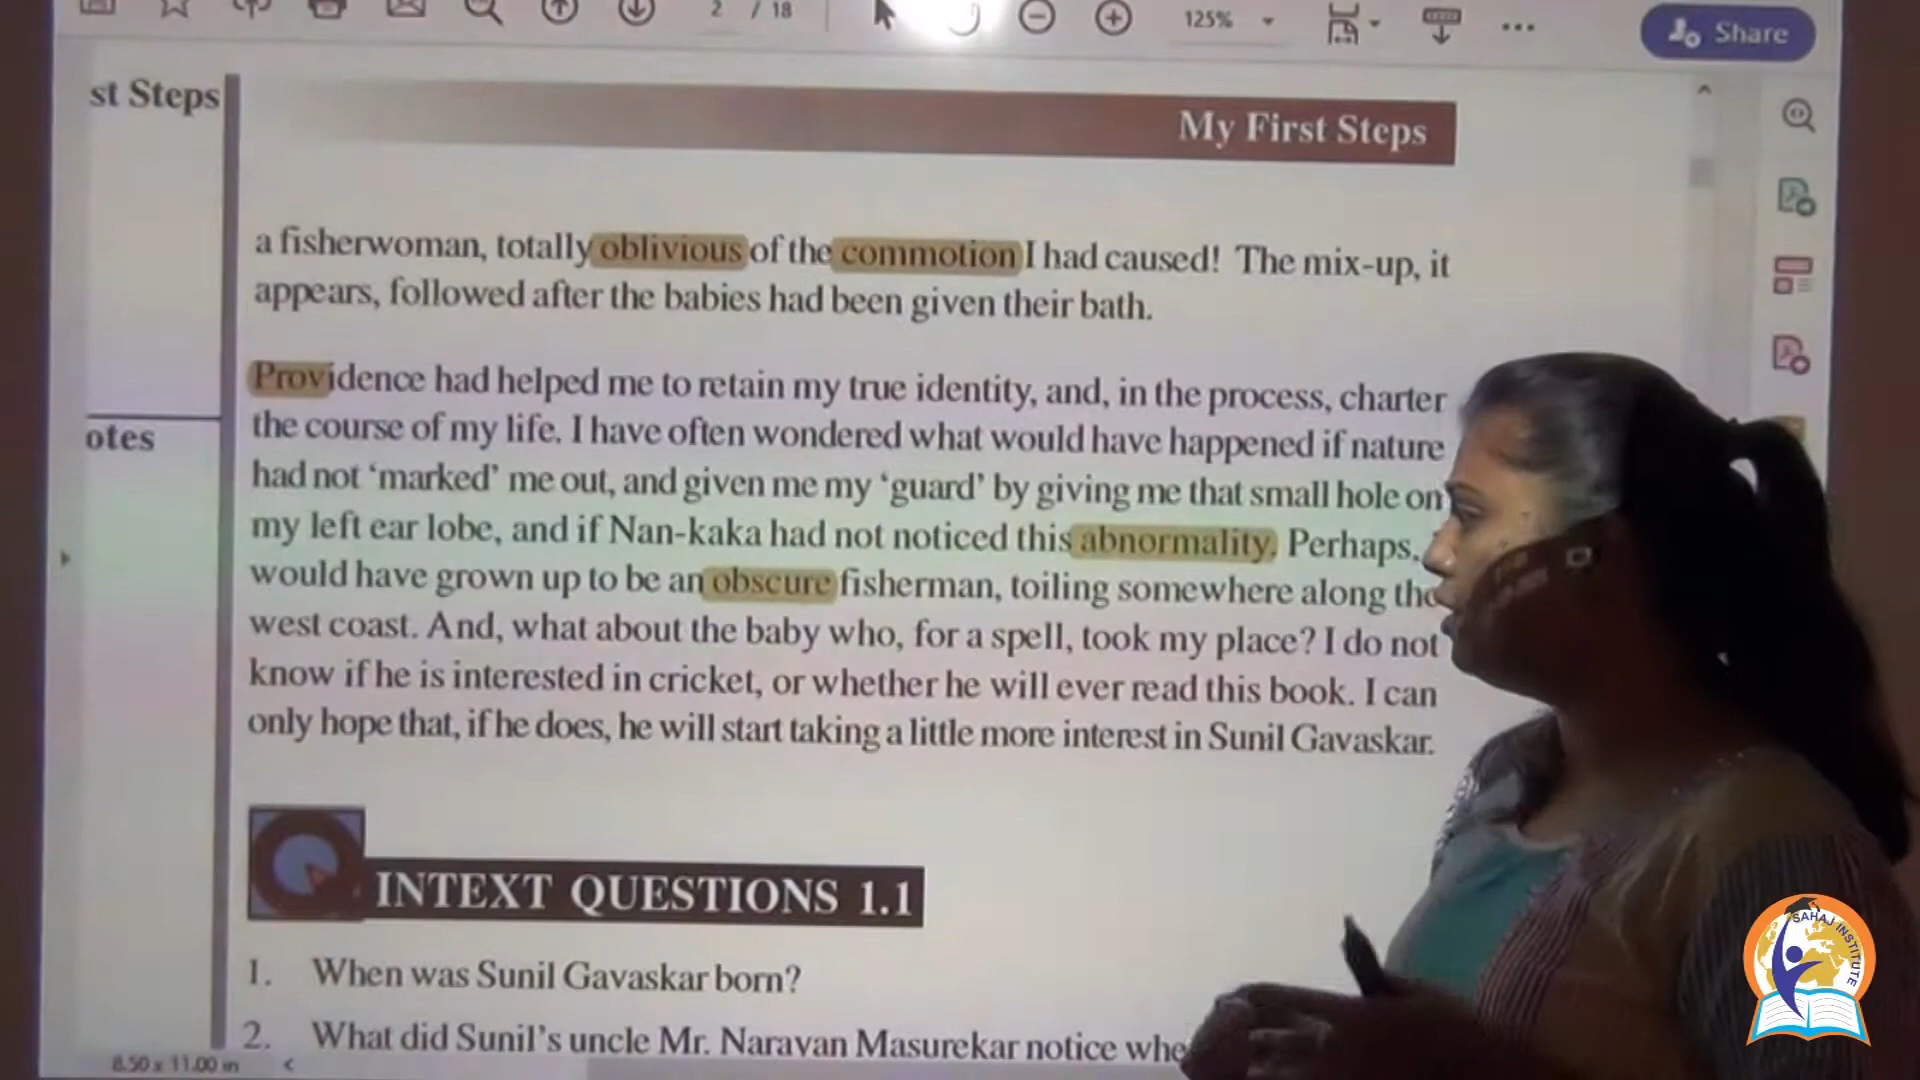 2 / 18
125%
Share
st Steps
My First Steps
a fisherwoman, totally oblivious of the commotion I had caused! The mix-up, it
appears, followed after the babies had been given their bath.
Providence had helped me to retain my true identity, and, in the process, charter
the course of my life. I have often wondered what would have happened if nature
otes
had not ‘marked’ me out, and given me my ‘guard’ by giving me that small hole on
my left ear lobe, and if Nan-kaka had not noticed this abnormality. Perhaps,
would have grown up to be an obscure fisherman, toiling somewhere along the
west coast. And, what about the baby who, for a spell, took my place? I do not
know if he is interested in cricket, or whether he will ever read this book. I can
only hope that, if he does, he will start taking a little more interest in Sunil Gavaskar.
INTEXT QUESTIONS 1.1
1. When was Sunil Gavaskar born?
2. What did Sunil’s uncle Mr. Narayan Masurekar notice whe
8.50 x 11.00 in
SAHAJ INSTITUTE